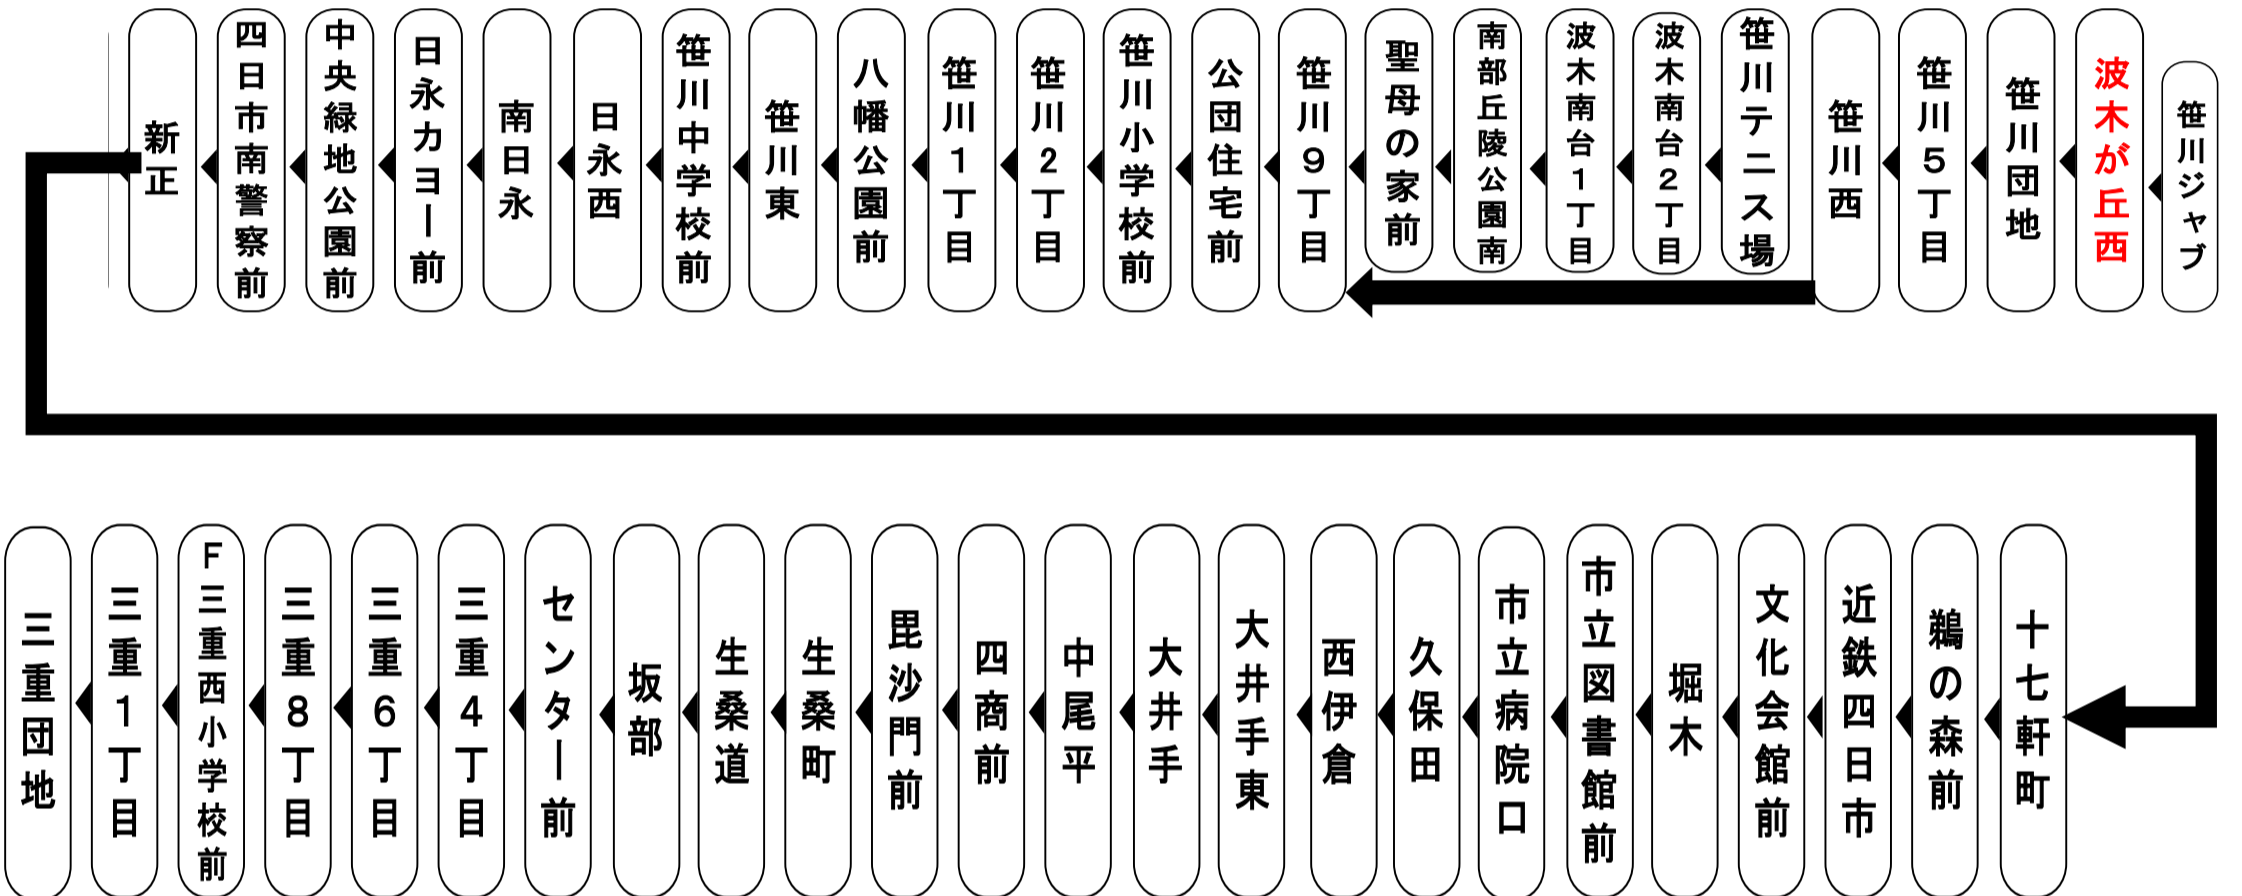 笹川ジャブ
波木が丘西
笹川団地
笹川５丁目
笹川西
笹川テニス場
波木南台２丁目
波木南台１丁目
南部丘陵公園南
聖母の家前
笹川９丁目
公団住宅前
笹川小学校前
笹川２丁目
笹川１丁目
八幡公園前
笹川東
笹川中学校前
日永西
南日永
日永カヨー前
中央緑地公園前
四日市南警察前
新正
十七軒町
鵜の森前
近鉄四日市
文化会館前
堀木
市立図書館前
市立病院口
久保田
西伊倉
大井手東
大井手
中尾平
四商前
毘沙門前
生桑町
生桑道
坂部
センター前
三重４丁目
三重６丁目
三重８丁目
Ｆ三重西小学校前
三重１丁目
三重団地